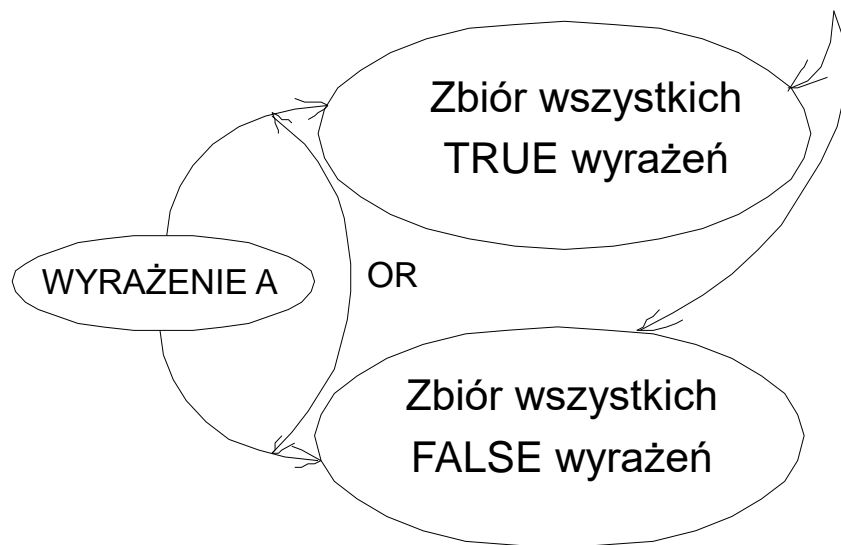 Zbiór wszystkich
TRUE wyrażeń
WYRAŻENIE A
OR
Zbiór wszystkich
FALSE wyrażeń